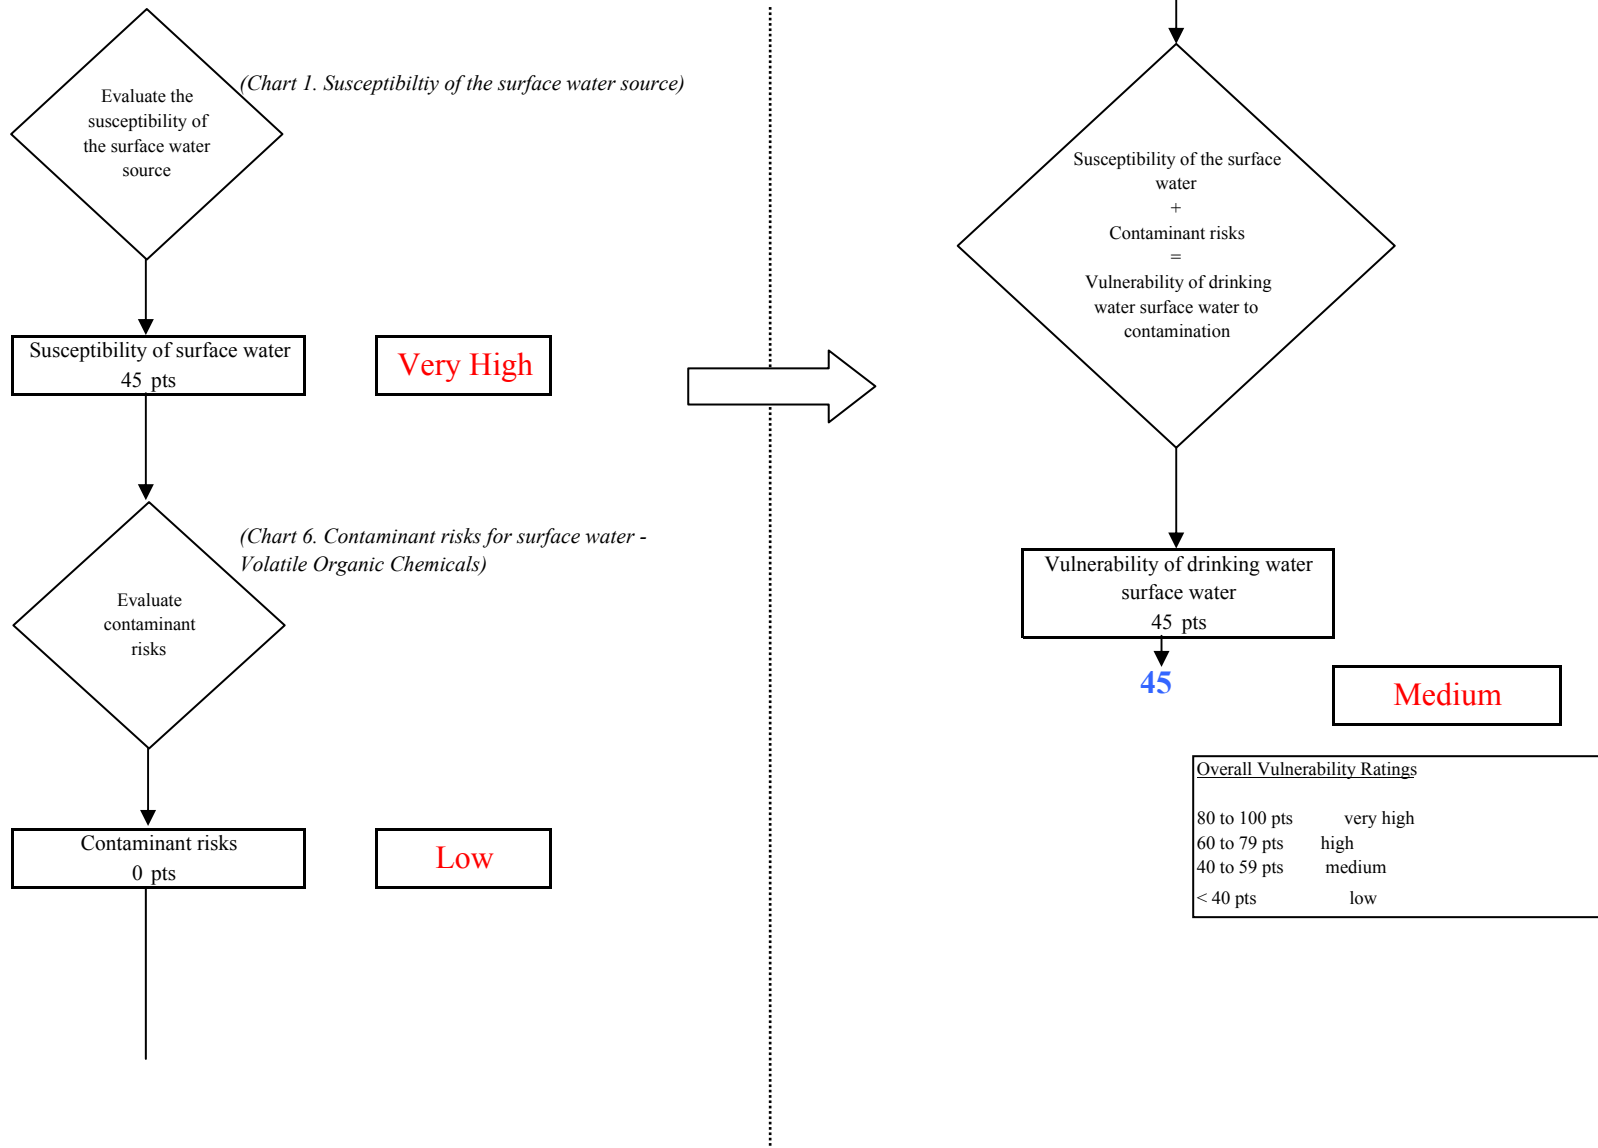 (Chart 1. Susceptibiltiy of the surface water source)
Evaluate the
susceptibility of
the surface water
source
Susceptibility of surface water
45 pts
Very High
(Chart 6. Contaminant risks for surface water -
Volatile Organic Chemicals)
Evaluate
contaminant
risks
Contaminant risks
0 pts
Low
Susceptibility of the surface
water
+
Contaminant risks
=
Vulnerability of drinking
water surface water to
contamination
Vulnerability of drinking water
surface water
45 pts
45
Medium
Overall Vulnerability Ratings
80 to 100 pts very high
60 to 79 pts high
40 to 59 pts medium
< 40 pts low